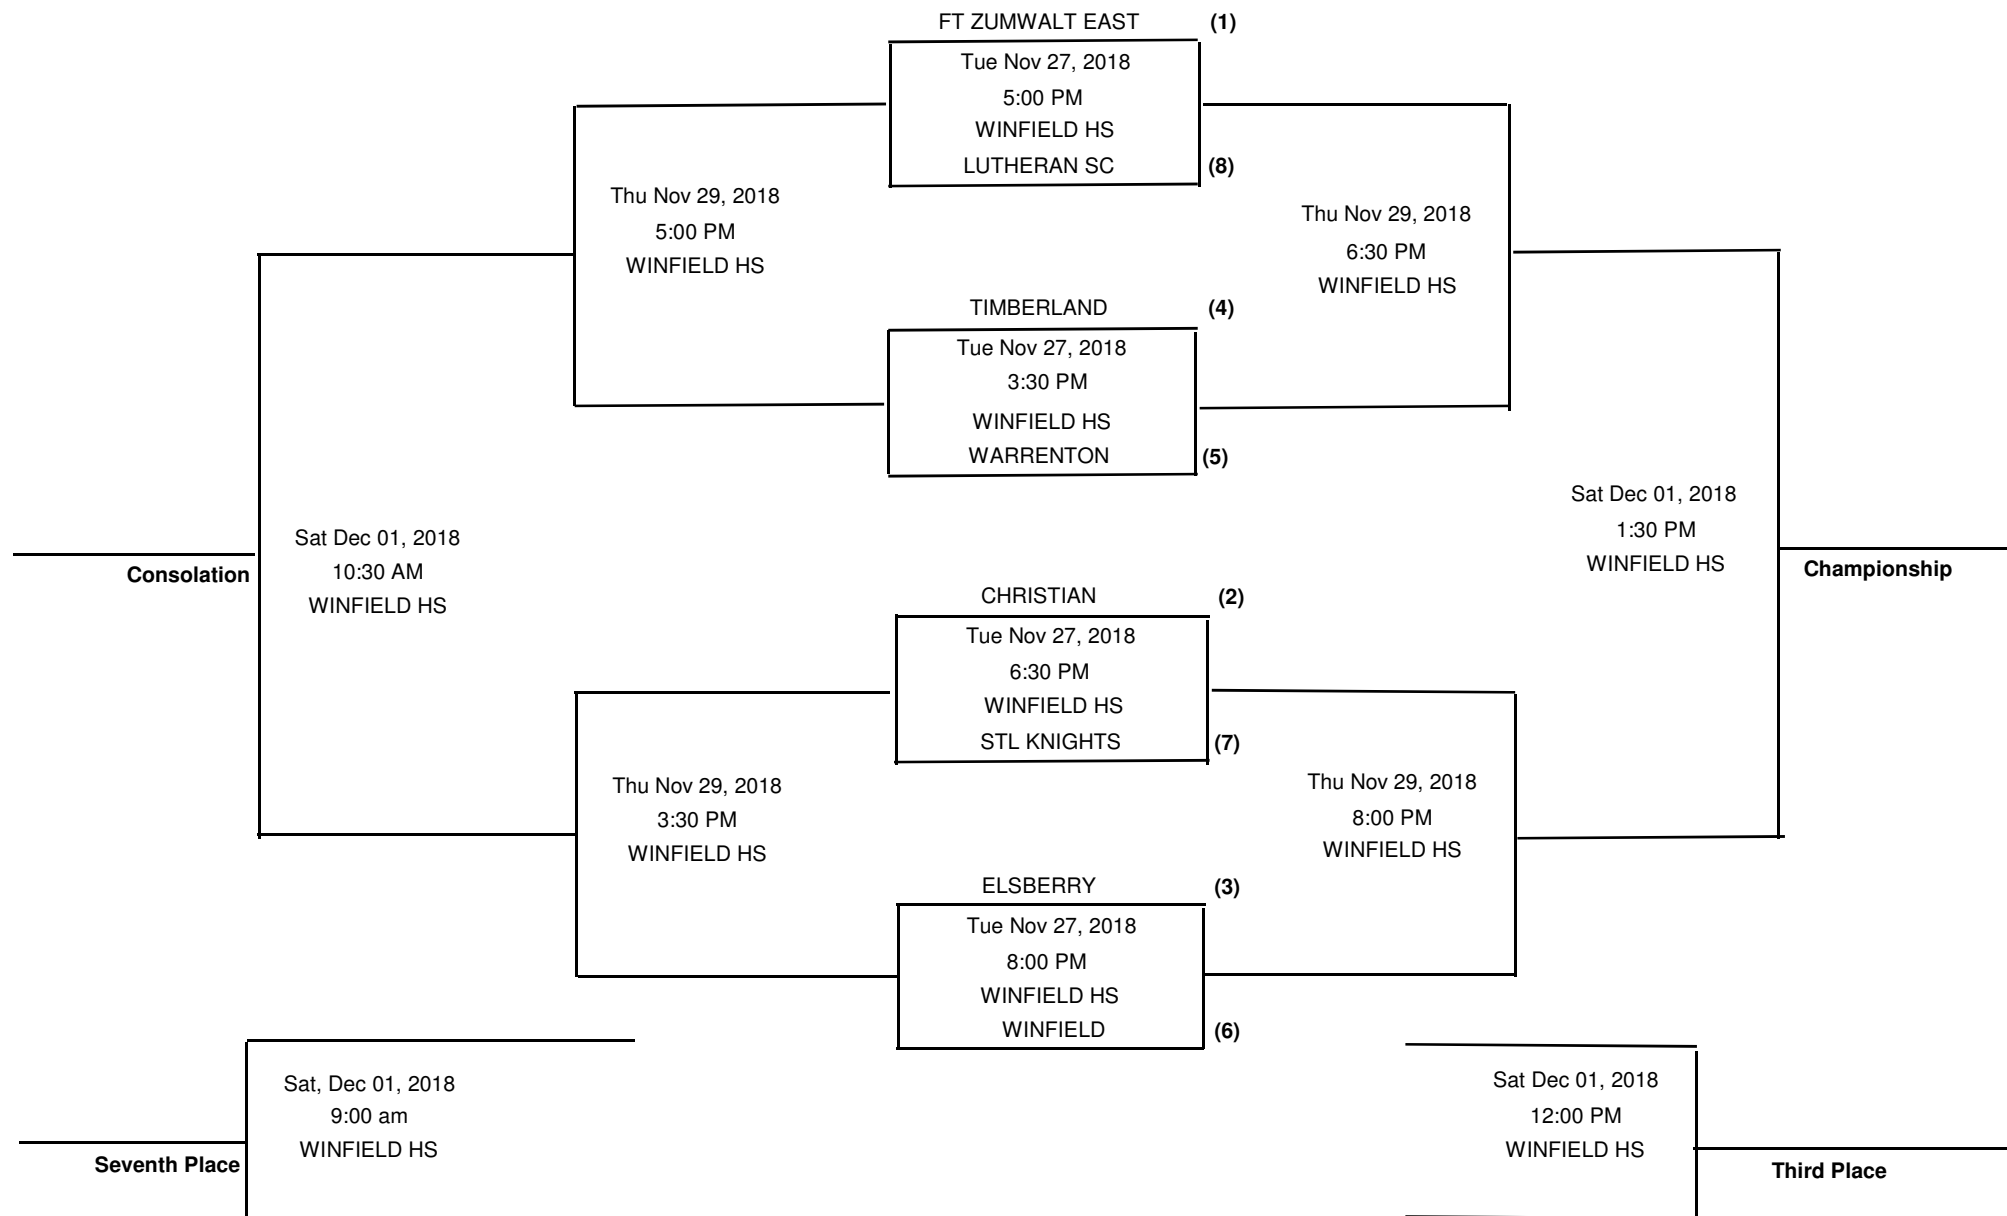 FT ZUMWALT EAST (1)
Tue Nov 27, 2018
5:00 PM
WINFIELD HS
LUTHERAN SC (8)
Thu Nov 29, 2018
5:00 PM
WINFIELD HS
Thu Nov 29, 2018
6:30 PM
WINFIELD HS
TIMBERLAND (4)
Tue Nov 27, 2018
3:30 PM
WINFIELD HS
WARRENTON (5)
Sat Dec 01, 2018
10:30 AM
WINFIELD HS
Consolation
Sat Dec 01, 2018
1:30 PM
WINFIELD HS
Championship
CHRISTIAN (2)
Tue Nov 27, 2018
6:30 PM
WINFIELD HS
STL KNIGHTS (7)
Thu Nov 29, 2018
3:30 PM
WINFIELD HS
Thu Nov 29, 2018
8:00 PM
WINFIELD HS
ELSBERRY (3)
Tue Nov 27, 2018
8:00 PM
WINFIELD HS
WINFIELD (6)
Sat, Dec 01, 2018
9:00 am
WINFIELD HS
Seventh Place
Sat Dec 01, 2018
12:00 PM
WINFIELD HS
Third Place